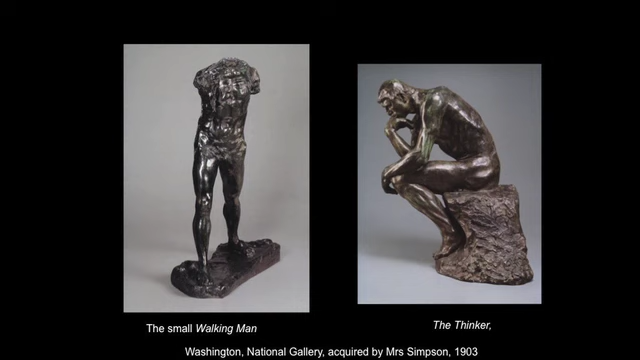 The small Walking Man
The Thinker,
Washington, National Gallery, acquired by Mrs Simpson, 1903